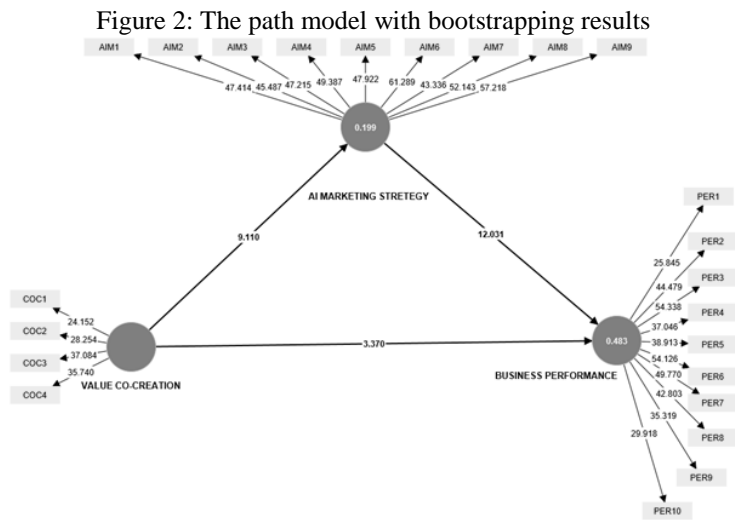 Figure 2: The path model with bootstrapping results
AIM1 AIM2 AIM3 AIM4 AIM5 AIM6 AIM7 AIM8 AIM9
47.414 45.487 47.215 49.387 47.922 61.289 43.336 52.143 57.218
0.199
AI MARKETING STRETEGY
9.110
12.031
3.370
COC1
COC2
COC3
COC4
24.152
28.254
37.084
35.740
VALUE CO-CREATION
0.483
BUSINESS PERFORMANCE
PER1
PER2
PER3
PER4
PER5
PER6
PER7
PER8
PER9
PER10
25.845
44.479
54.338
37.046
38.913
54.126
49.770
42.803
35.319
29.918